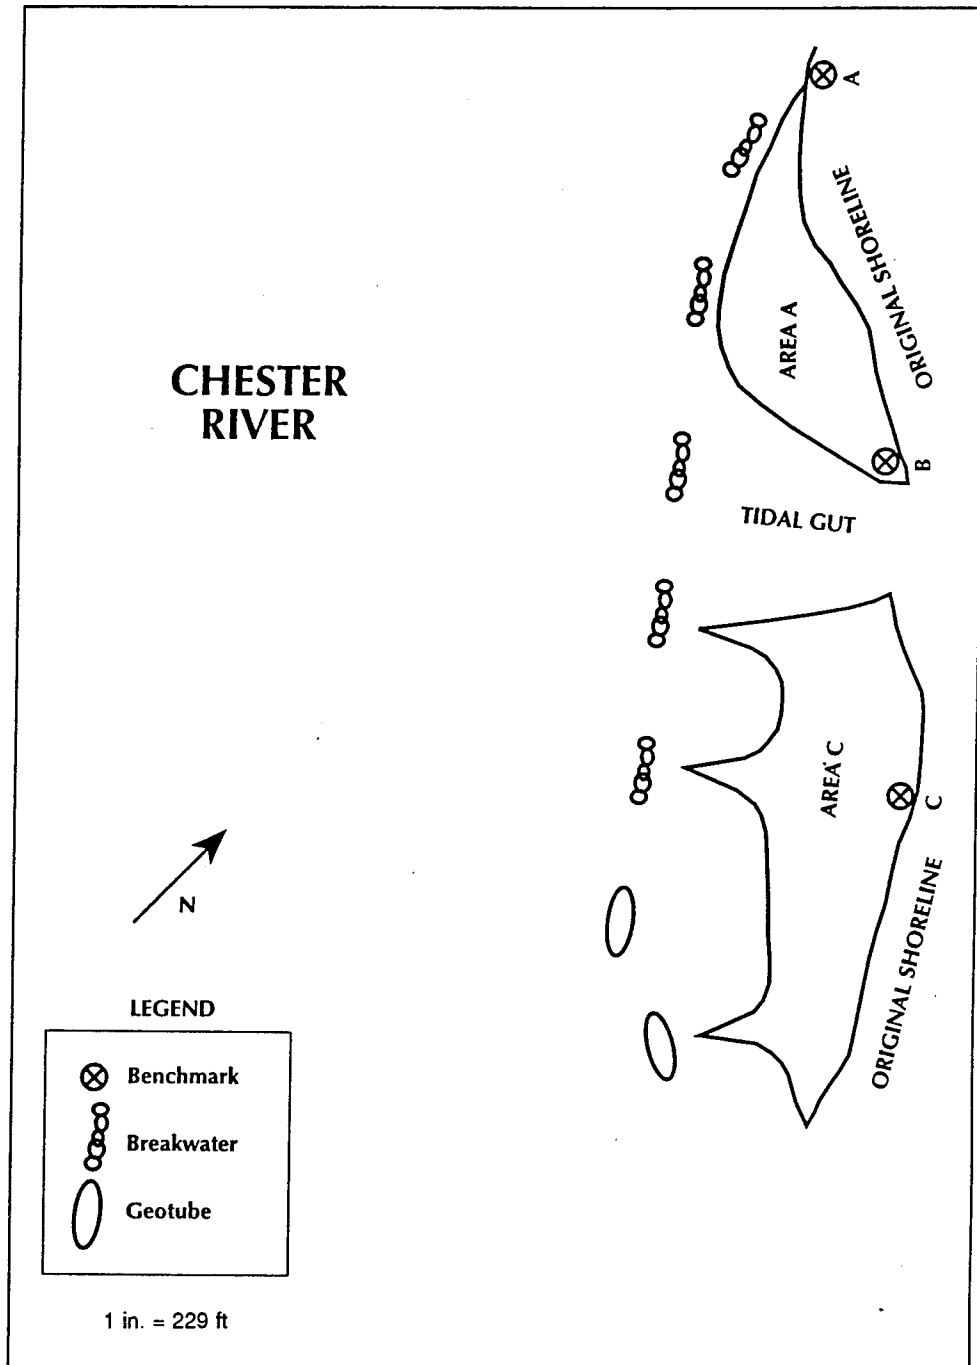 A
ORIGINAL SHORELINE
AREA A
CHESTER
RIVER
B
TIDAL GUT
AREA C
C
N
ORIGINAL SHORELINE
LEGEND
Benchmark
Breakwater
Geotube
1 in. = 229 ft